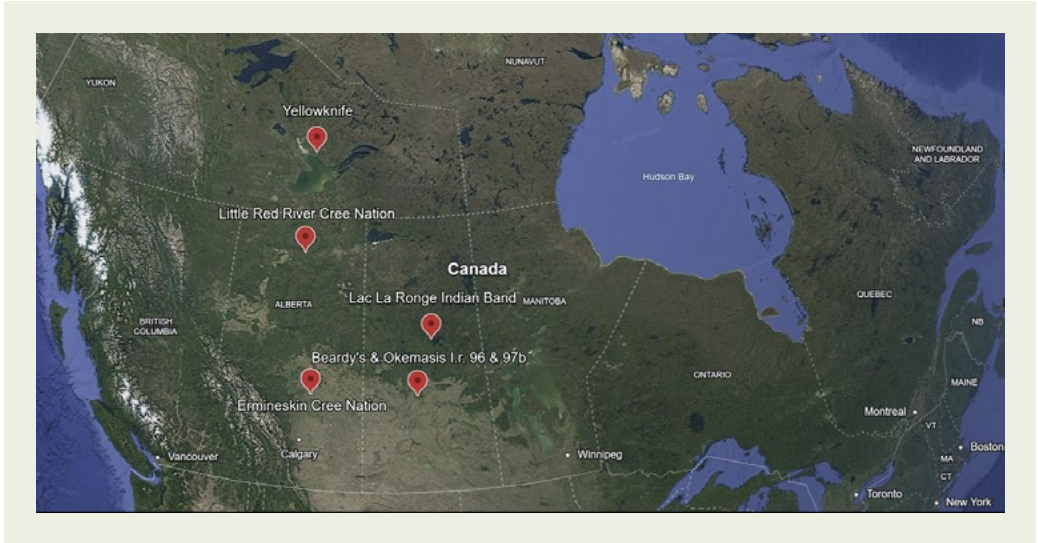 NUNAVUT
YUKON
Yellowknife
NEWFOUNDLAND
AND LABRADOR
Hudson Bay
Little Red River Cree Nation
Canada
Lac La Ronge Indian Band
MANITOBA
ALBERTA
QUEBEC
BRITISH
COLUMBIA
NB
Beardy's & Okemasis I.r. 96 & 97b
ONTARIO
MAINE
Ermineskin Cree Nation
Montreal
VT
Calgary
Vancouver
Winnipeg
Boston
MA
CT
Toronto
New York